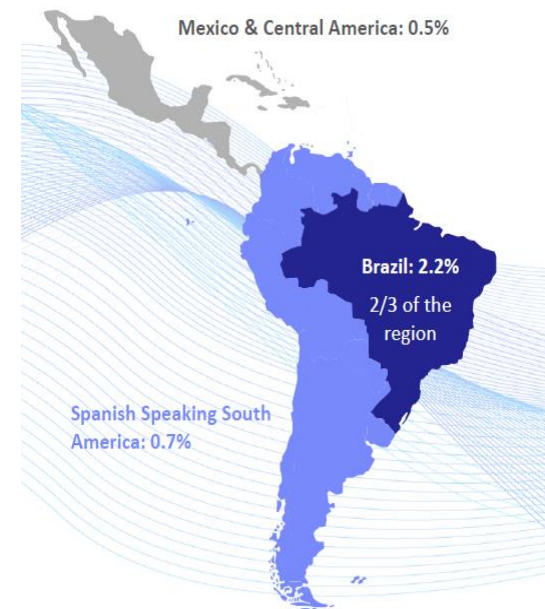 Mexico & Central America: 0.5%
Brazil: 2.2%
2/3 of the
region
Spanish Speaking South
America: 0.7%